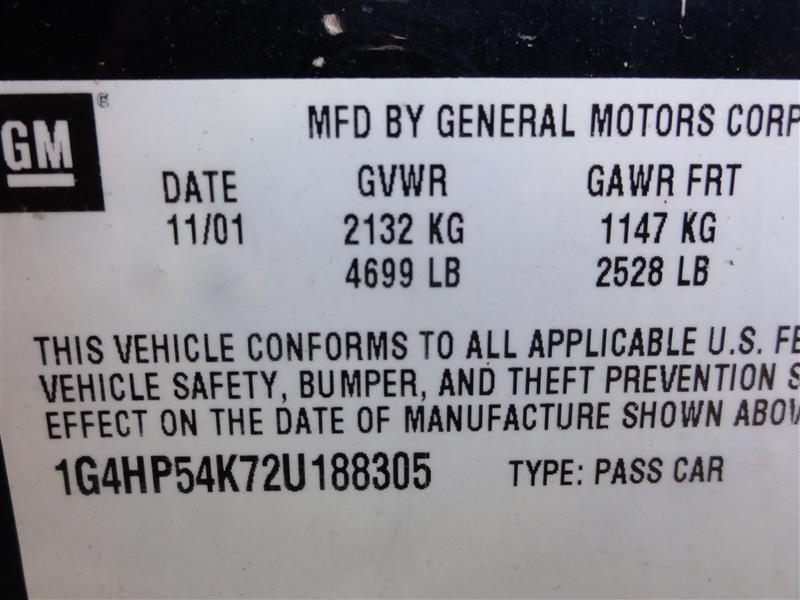 GM ®
MFD BY GENERAL MOTORS CORP
DATE GVWR GAWR FRT
11/01 2132 KG 1147 KG
4699 LB 2528 LB
THIS VEHICLE CONFORMS TO ALL APPLICABLE U.S. FE
VEHICLE SAFETY, BUMPER, AND THEFT PREVENTION S
EFFECT ON THE DATE OF MANUFACTURE SHOWN ABOV
1G4HP54K72U188305 TYPE: PASS CAR